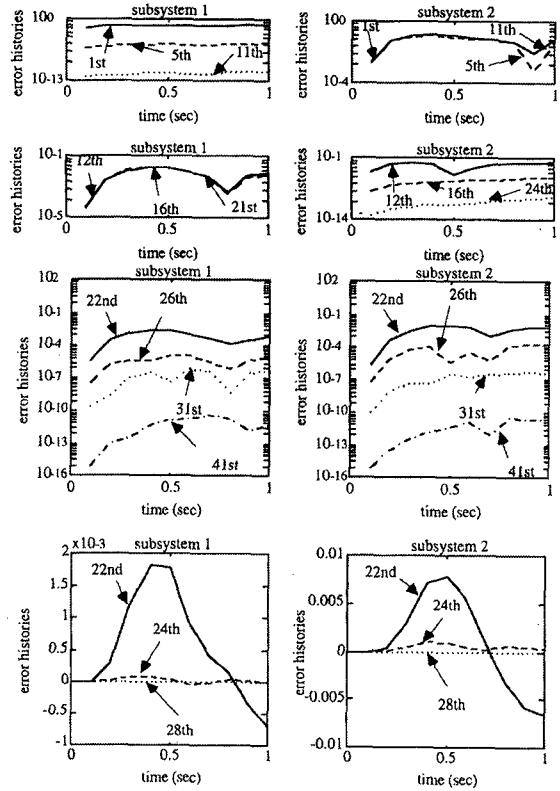 subsystem 1
error histories
10^0
10^-13
1st
5th
11th
0
0.5
1
time (sec)
subsystem 2
error histories
10^0
10^-4
1st
5th
11th
0
0.5
1
time (sec)
subsystem 1
error histories
10^-1
10^-5
12th
16th
21st
0
0.5
1
time (sec)
subsystem 2
error histories
10^-1
10^-14
12th
16th
24th
0
0.5
1
time (sec)
subsystem 1
error histories
10^2
10^-1
10^-4
10^-7
10^-10
10^-13
10^-16
22nd
26th
31st
41st
0
0.5
1
time (sec)
subsystem 2
error histories
10^2
10^-1
10^-4
10^-7
10^-10
10^-13
10^-16
22nd
26th
31st
41st
0
0.5
1
time (sec)
x10^-3
subsystem 1
error histories
2
1.5
1
0.5
0
-0.5
-1
22nd
24th
28th
0
0.5
1
time (sec)
subsystem 2
error histories
0.01
0.005
0
-0.005
-0.01
22nd
24th
28th
0
0.5
1
time (sec)